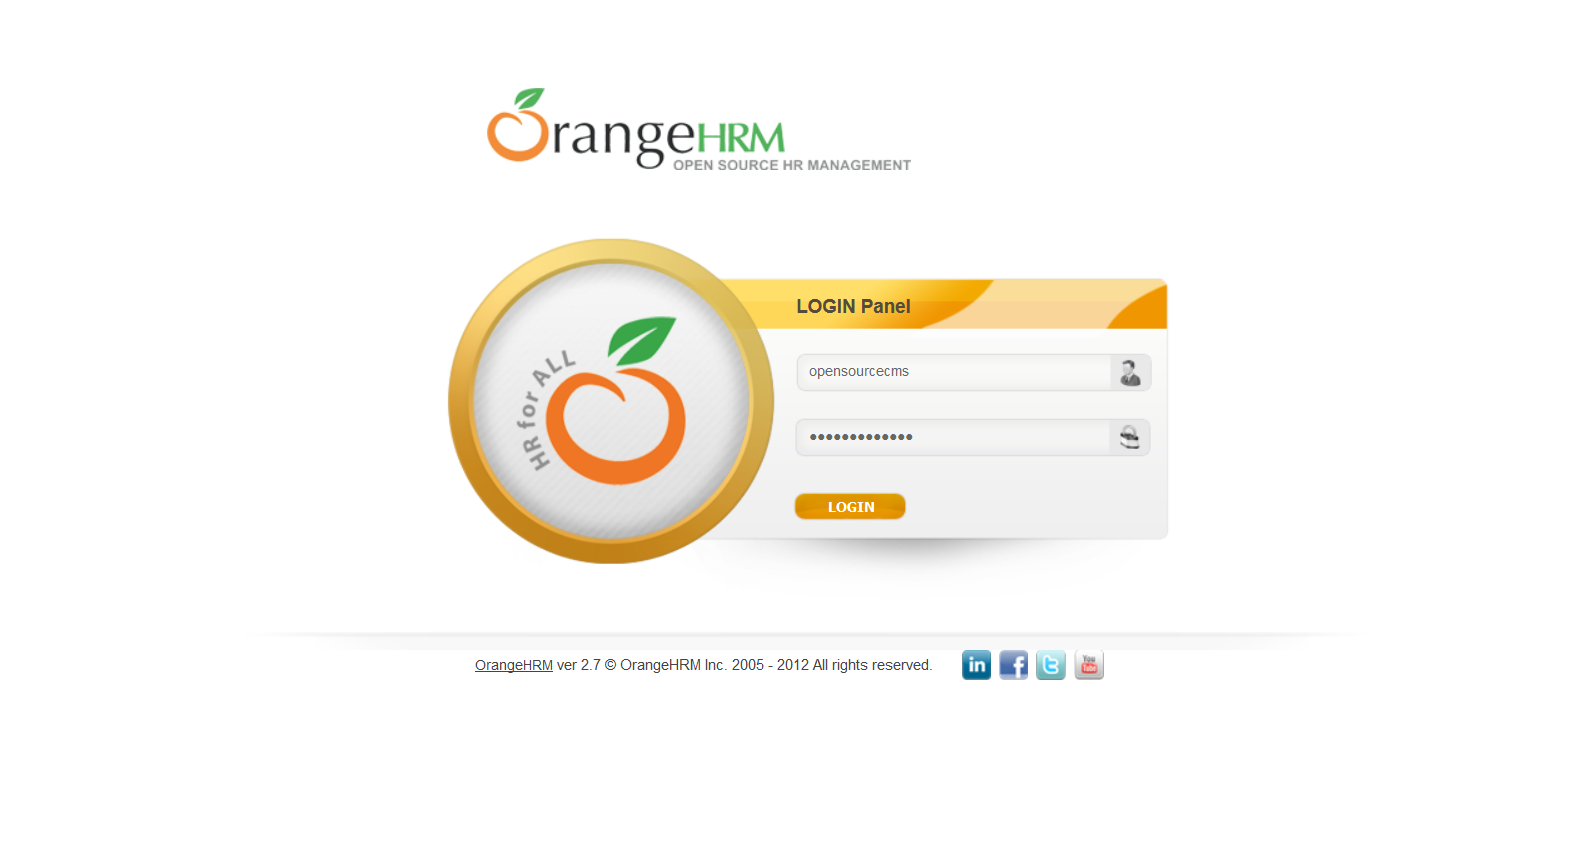 OrangeHRM
OPEN SOURCE HR MANAGEMENT
HR for ALL
LOGIN Panel
opensourcecms
•••••••••••••
LOGIN
OrangeHRM ver 2.7 © OrangeHRM Inc. 2005 - 2012 All rights reserved.
in f t You Tube